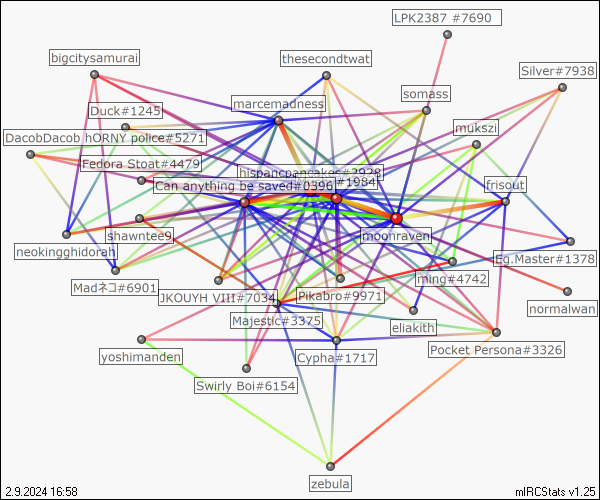 LPK2387 #7690
bigcitysamurai
thesecondtwat
Silver#7938
marcemadness
somass
Duck#1245
mukszi
DacobDacob hORNY police#5271
Fedora Stoat#4479
hispancpancakes#2928
Can anything be saved#0396
#1984
frisout
shawntee9
moonraveni
neokingghidorah
Eg.Master#1378
Madネコ#6901
ming#4742
JKOUYH VIII#7034
Pikabro#9971
normalwan
Majestic#3375
eliakith
yoshimanden
iCypha#1717
Pocket Persona#3326
Swirly Boi#6154
zebula
2.9.2024 16:58
mIRCStats v1.25